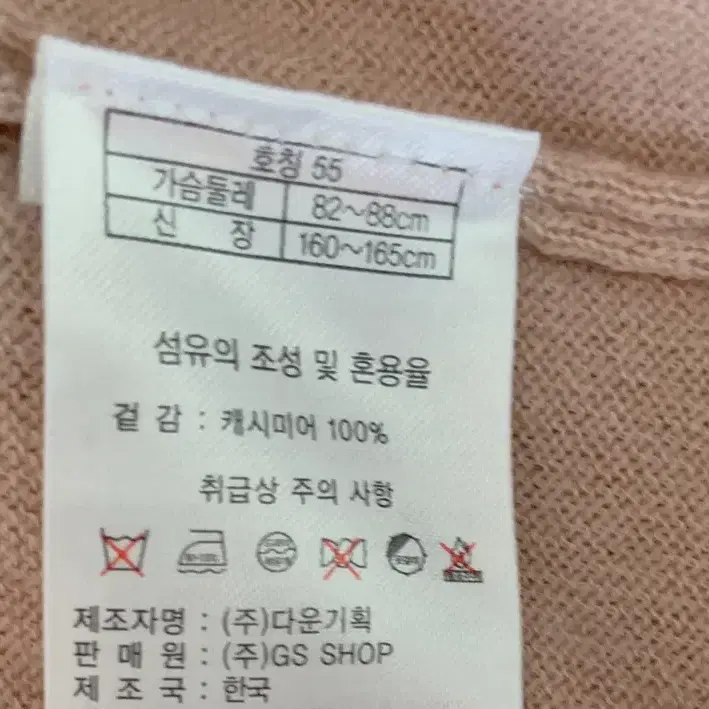 호칭 55
가슴둘레 82~88cm
신 장 160~165cm
섬유의 조성 및 혼용율
겉 감 : 캐시미어 100%
취급상 주의 사항
제조자명 : (주)다운기획
판 매 원 : (주)GS SHOP
제 조 국 : 한국